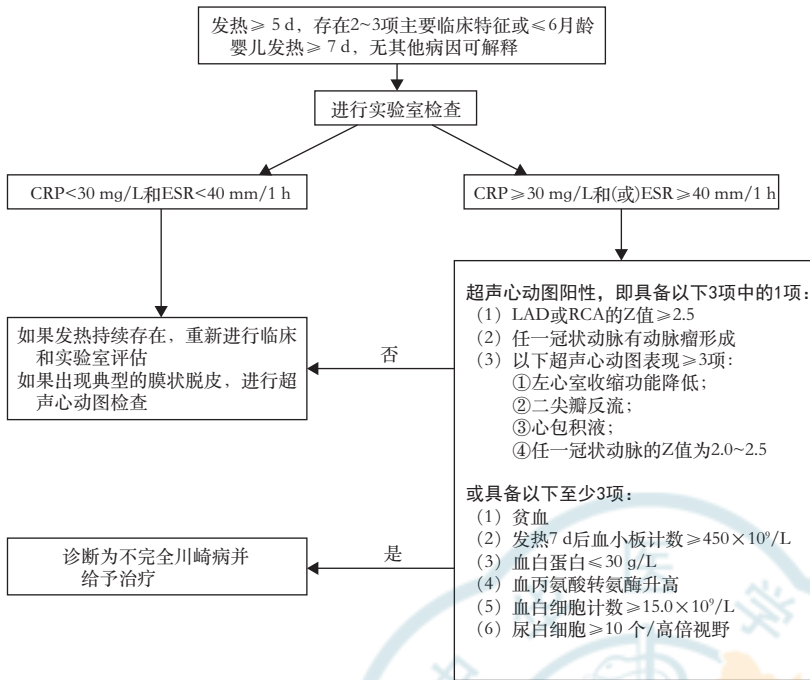 发热≥5 d，存在2~3项主要临床特征或≤6月龄
婴儿发热≥7 d，无其他病因可解释
进行实验室检查
CRP<30 mg/L和ESR<40 mm/1 h
CRP≥30 mg/L和(或)ESR≥40 mm/1 h
如果发热持续存在，重新进行临床
和实验室评估
如果出现典型的膜状脱皮，进行超
声心动图检查
否
超声心动图阳性，即具备以下3项中的1项：
（1）LAD或RCA的Z值≥2.5
（2）任一冠状动脉有动脉瘤形成
（3）以下超声心动图表现≥3项：
①左心室收缩功能降低；
②二尖瓣反流；
③心包积液；
④任一冠状动脉的Z值为2.0~2.5
或具备以下至少3项：
（1）贫血
（2）发热7 d后血小板计数≥450×10⁹/L
（3）血白蛋白≤30 g/L
（4）血丙氨酸转氨酶升高
（5）血白细胞计数≥15.0×10⁹/L
（6）尿白细胞≥10 个/高倍视野
是
诊断为不完全川崎病并
给予治疗
中
医
学